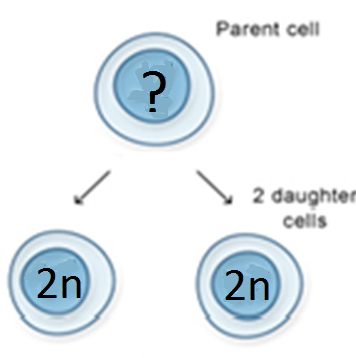 Parent cell
?
2 daughter
cells
2n
2n